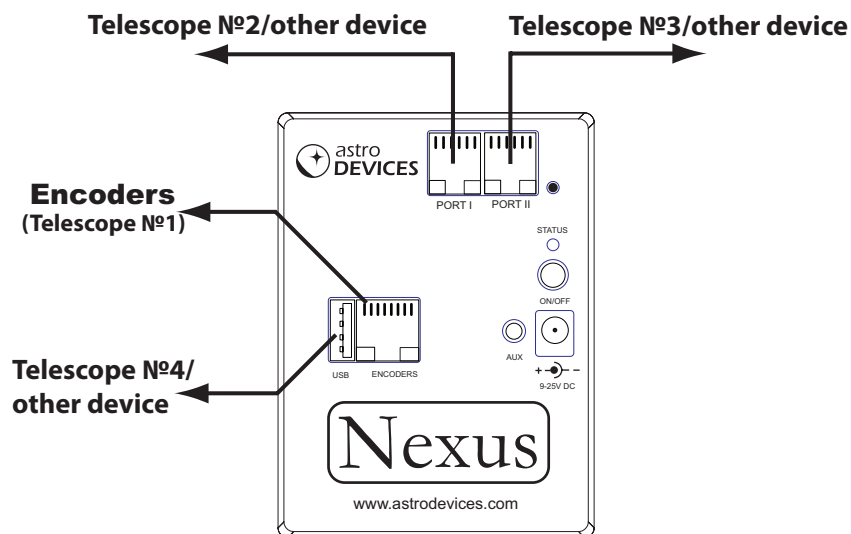 Telescope №2/other device
Telescope №3/other device
astro
DEVICES
PORT I
PORT II
Encoders
(Telescope №1)
STATUS
ON/OFF
AUX
+ - -
9-25V DC
USB
ENCODERS
Telescope №4/
other device
Nexus
www.astrodevices.com